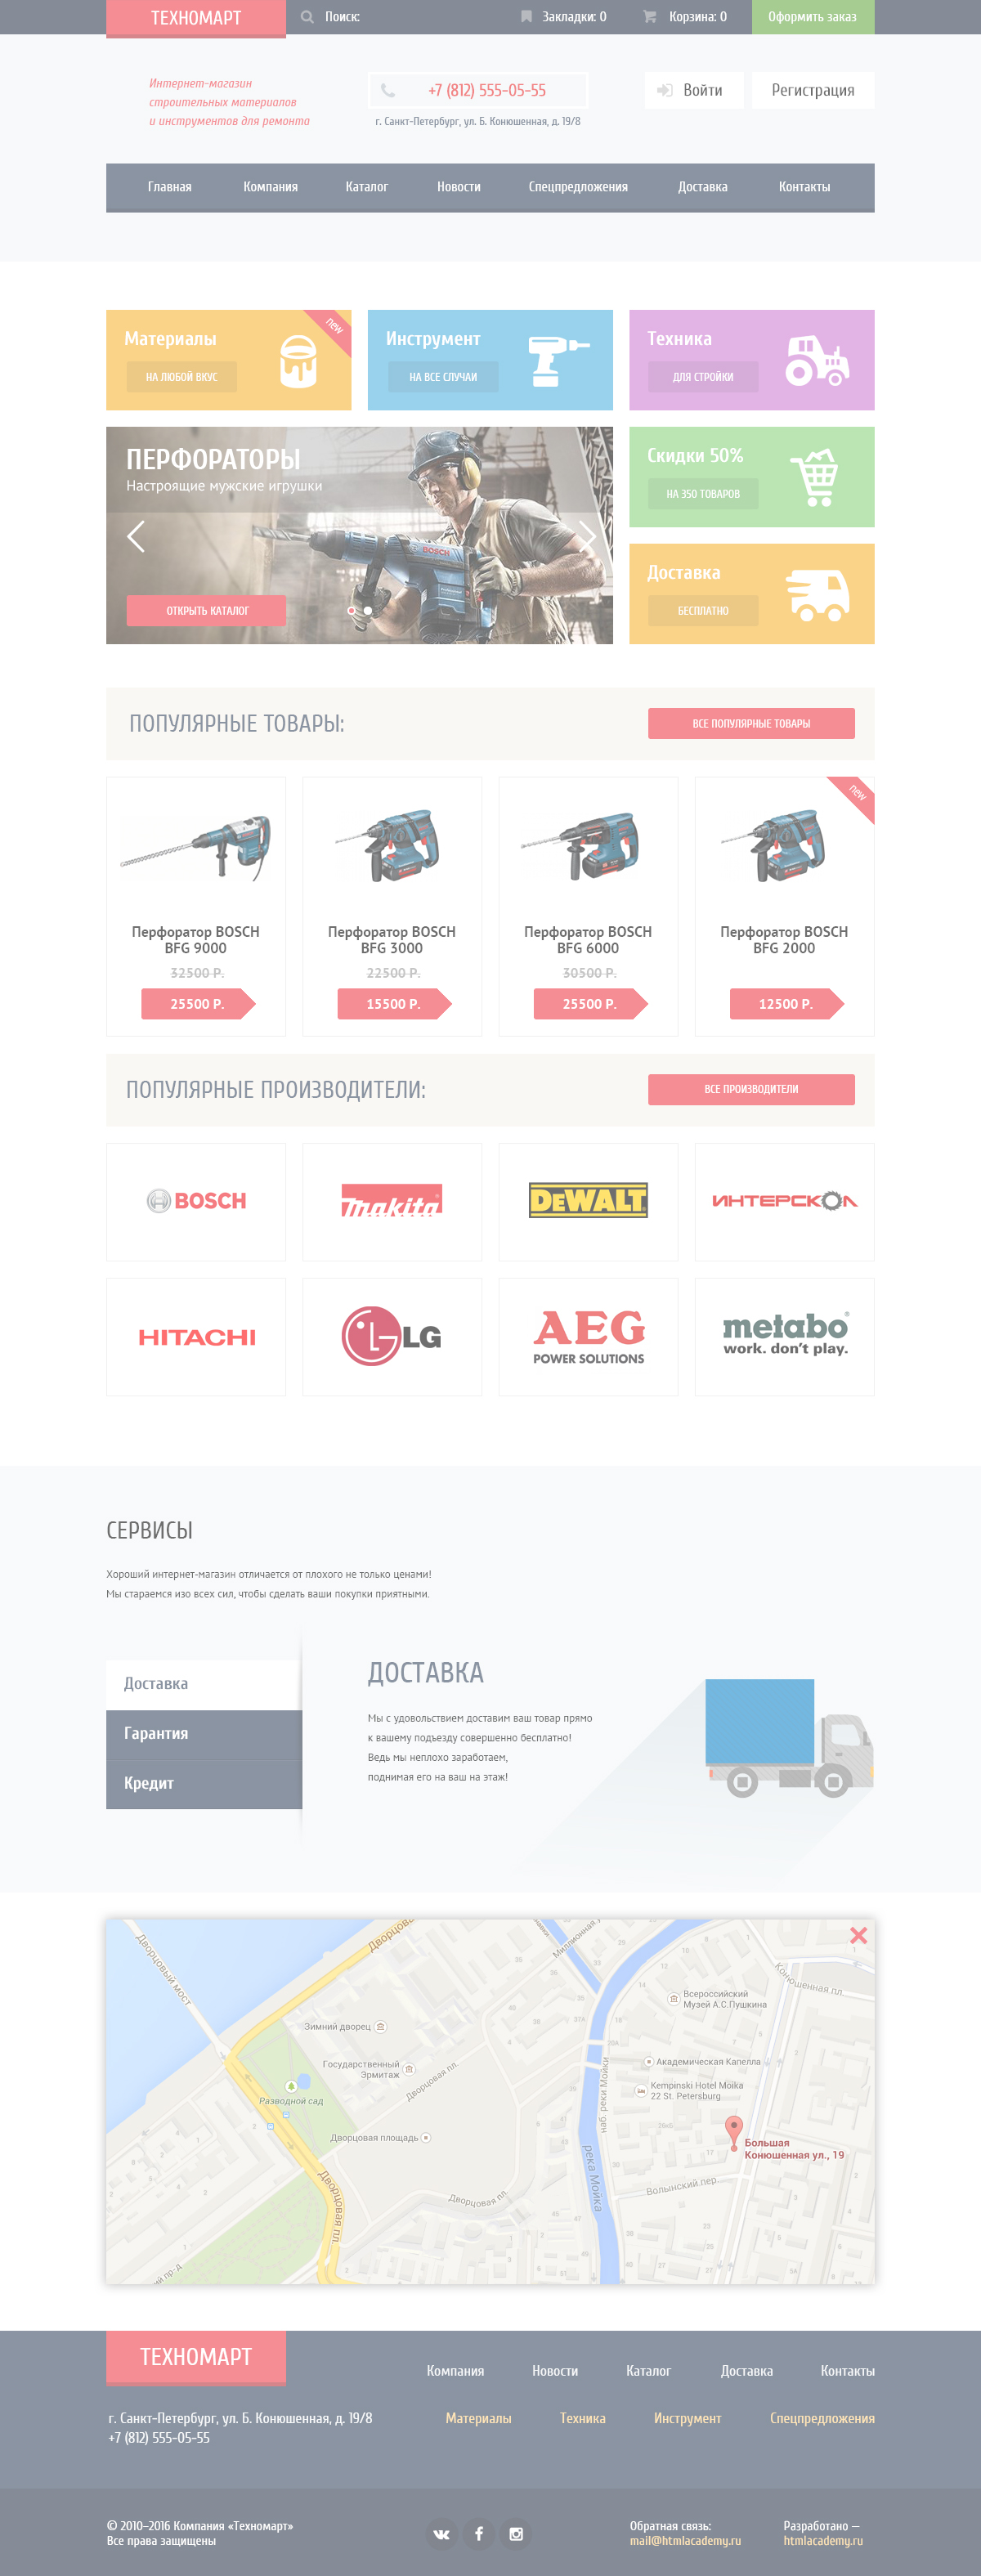 ТЕХНОМАРТ
Поиск:
Закладки: 0
Корзина: 0
Оформить заказ
Интернет-магазин
строительных материалов
и инструментов для ремонта
+7 (812) 555-05-55
г. Санкт-Петербург, ул. Б. Конюшенная, д. 19/8
Войти
Регистрация
Главная
Компания
Каталог
Новости
Спецпредложения
Доставка
Контакты
Материалы
НА ЛЮБОЙ ВКУС
new
Инструмент
НА ВСЕ СЛУЧАИ
Техника
ДЛЯ СТРОЙКИ
ПЕРФОРАТОРЫ
Настроящие мужские игрушки
BOSCH
ОТКРЫТЬ КАТАЛОГ
Скидки 50%
НА 350 ТОВАРОВ
Доставка
БЕСПЛАТНО
ПОПУЛЯРНЫЕ ТОВАРЫ:
ВСЕ ПОПУЛЯРНЫЕ ТОВАРЫ
Перфоратор BOSCH
BFG 9000
32500 Р.
25500 Р.
Перфоратор BOSCH
BFG 3000
22500 Р.
15500 Р.
Перфоратор BOSCH
BFG 6000
30500 Р.
25500 Р.
new
Перфоратор BOSCH
BFG 2000
12500 Р.
ПОПУЛЯРНЫЕ ПРОИЗВОДИТЕЛИ:
ВСЕ ПРОИЗВОДИТЕЛИ
BOSCH
makita
DEWALT
ИНТЕРСКОЛ
HITACHI
LG
AEG
POWER SOLUTIONS
metabo
work. don't play.
СЕРВИСЫ
Хороший интернет-магазин отличается от плохого не только ценами!
Мы стараемся изо всех сил, чтобы сделать ваши покупки приятными.
Доставка
Гарантия
Кредит
ДОСТАВКА
Мы с удовольствием доставим ваш товар прямо
к вашему подъезду совершенно бесплатно!
Ведь мы неплохо заработаем,
поднимая его на ваш на этаж!
Дворцовый мост
Миллионная
Конюшенная пл.
Всероссийский
Музей А.С.Пушкина
Зимний дворец
Государственный
Эрмитаж
Дворцовая пл.
Академическая Капелла
Kempinski Hotel Moika
22 St. Petersburg
Разводной сад
наб. реки Мойки
Дворцовая площадь
Большая
Конюшенная ул., 19
река Мойка
Волынский пер.
Дворцовая пл.
Дворцовая пл.
ТЕХНОМАРТ
Компания
Новости
Каталог
Доставка
Контакты
г. Санкт-Петербург, ул. Б. Конюшенная, д. 19/8
+7 (812) 555-05-55
Материалы
Техника
Инструмент
Спецпредложения
© 2010–2016 Компания «Техномарт»
Все права защищены
Обратная связь:
mail@htmlacademy.ru
Разработано —
htmlacademy.ru